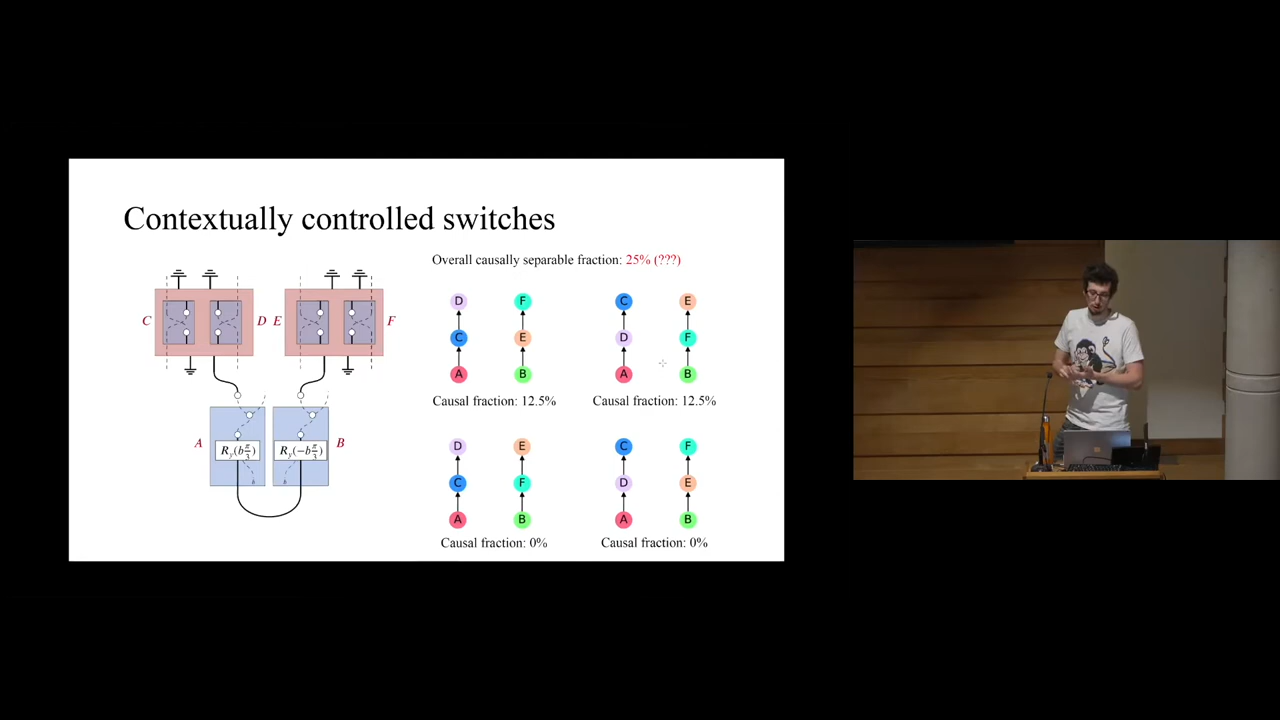 Contextually controlled switches
Overall causally separable fraction: 25% (???)
C D E F
A R_y(b π/3) R_y(−b π/3) B
D F
C E
A B
Causal fraction: 12.5%
C E
D F
A B
Causal fraction: 12.5%
D E
C F
A B
Causal fraction: 0%
C F
D E
A B
Causal fraction: 0%